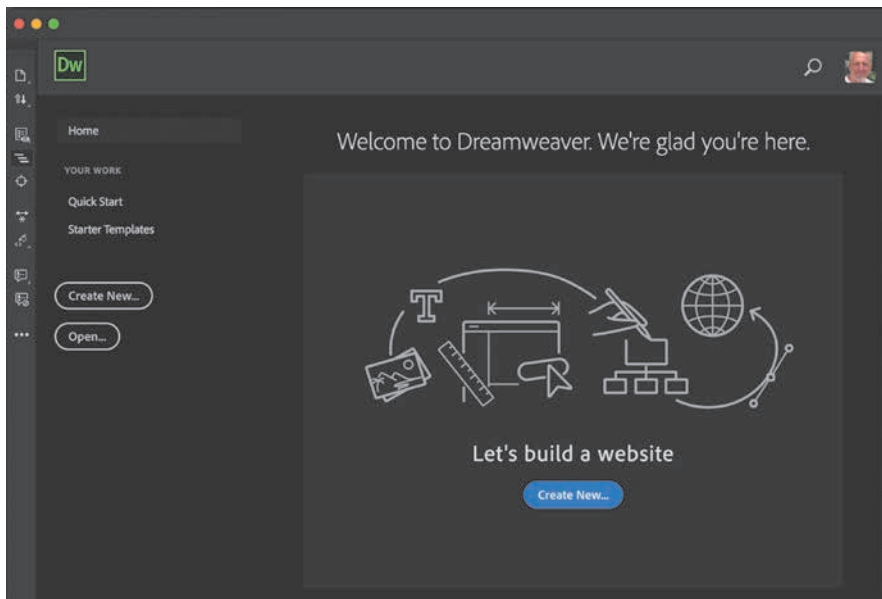 Dw
Home
Welcome to Dreamweaver. We're glad you're here.
YOUR WORK
Quick Start
Starter Templates
Create New...
Open...
T
Let's build a website
Create New...